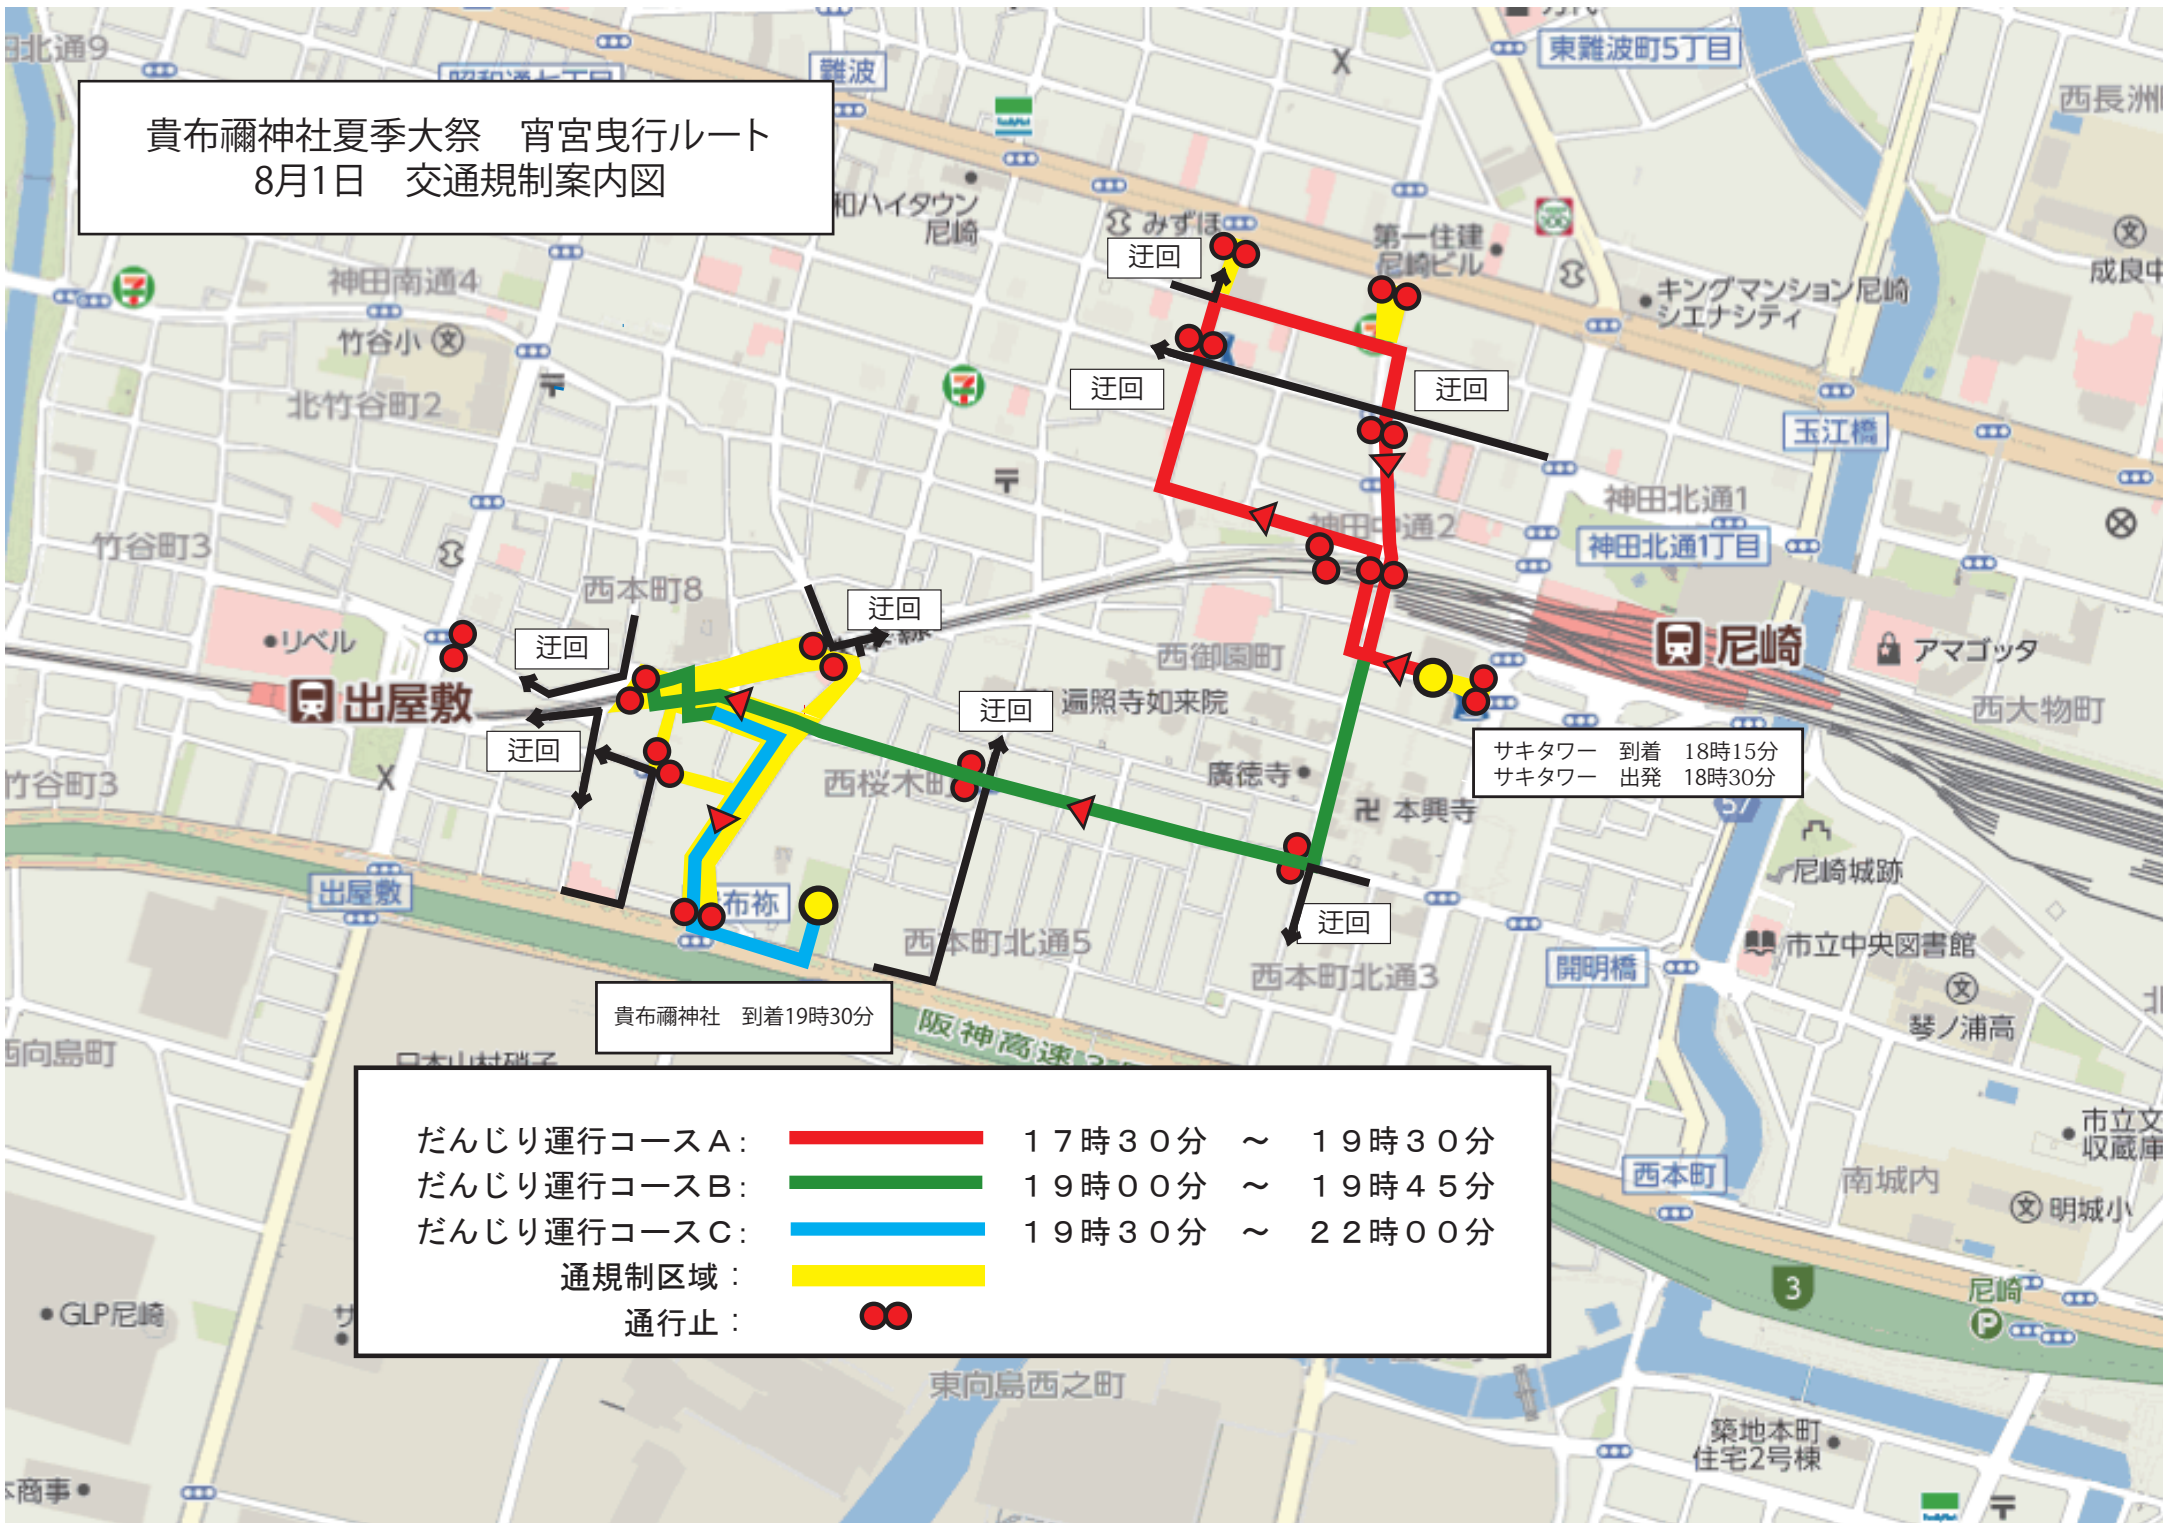 貴布禰神社夏季大祭　宵宮曳行ルート
8月1日　交通規制案内図
難波
東難波町5丁目
西長洲
和ハイタウン
尼崎
みずほ
第一住建
尼崎ビル
キングマンション尼崎
シエナシティ
成良中
神田南通4
竹谷小
北竹谷町2
迂回
迂回
迂回
玉江橋
神田北通1
神田中通2
神田北通1丁目
竹谷町3
西本町8
リベル
迂回
迂回
出屋敷
迂回
西御園町
遍照寺如来院
尼崎
アマゴッタ
西大物町
迂回
サキタワー　到着　18時15分
サキタワー　出発　18時30分
竹谷町3
西桜木町
廣徳寺
本興寺
57
尼崎城跡
出屋敷
布祢
西本町北通5
迂回
西本町北通3
開明橋
市立中央図書館
琴ノ浦高
貴布禰神社　到着19時30分
阪神高速3
西向島町
日本山村硝子
だんじり運行コースA：　17時30分　～　19時30分
だんじり運行コースB：　19時00分　～　19時45分
だんじり運行コースC：　19時30分　～　22時00分
通規制区域：
通行止：
市立文
収蔵庫
西本町
南城内
明城小
GLP尼崎
サ
3
尼崎
P
東向島西之町
築地本町
住宅2号棟
商事